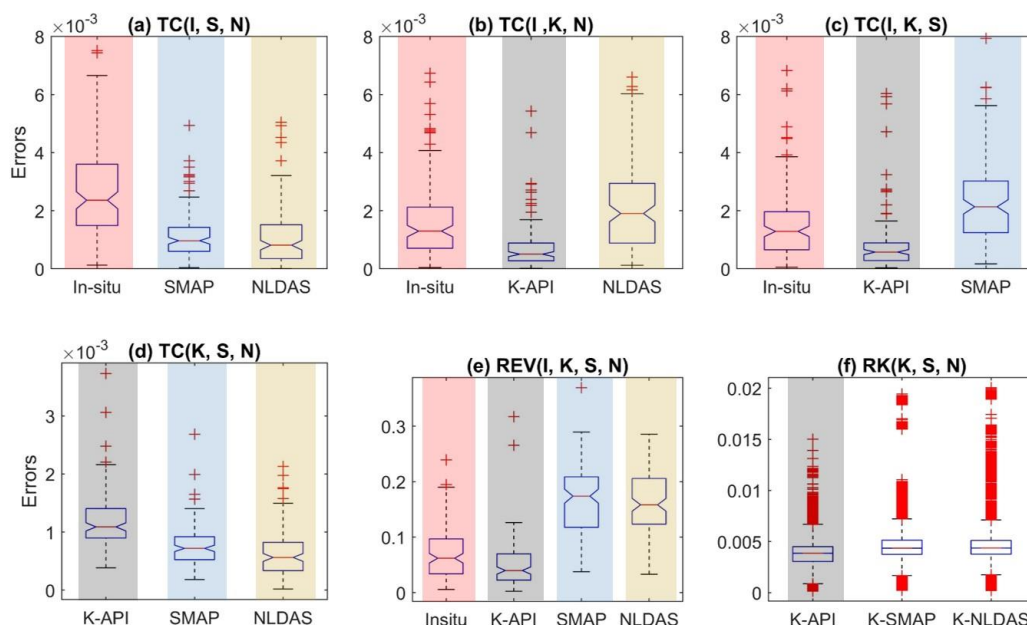 (a) TC(I, S, N)
×10⁻³
8
6
4
2
0
Errors
In-situ SMAP NLDAS
(b) TC(I ,K, N)
×10⁻³
8
6
4
2
0
In-situ K-API NLDAS
(c) TC(I, K, S)
×10⁻³
8
6
4
2
0
In-situ K-API SMAP
(d) TC(K, S, N)
×10⁻³
3
2
1
0
Errors
K-API SMAP NLDAS
(e) REV(I, K, S, N)
0.3
0.2
0.1
0
Insitu K-API SMAP NLDAS
(f) RK(K, S, N)
0.02
0.015
0.01
0.005
0
K-API K-SMAP K-NLDAS